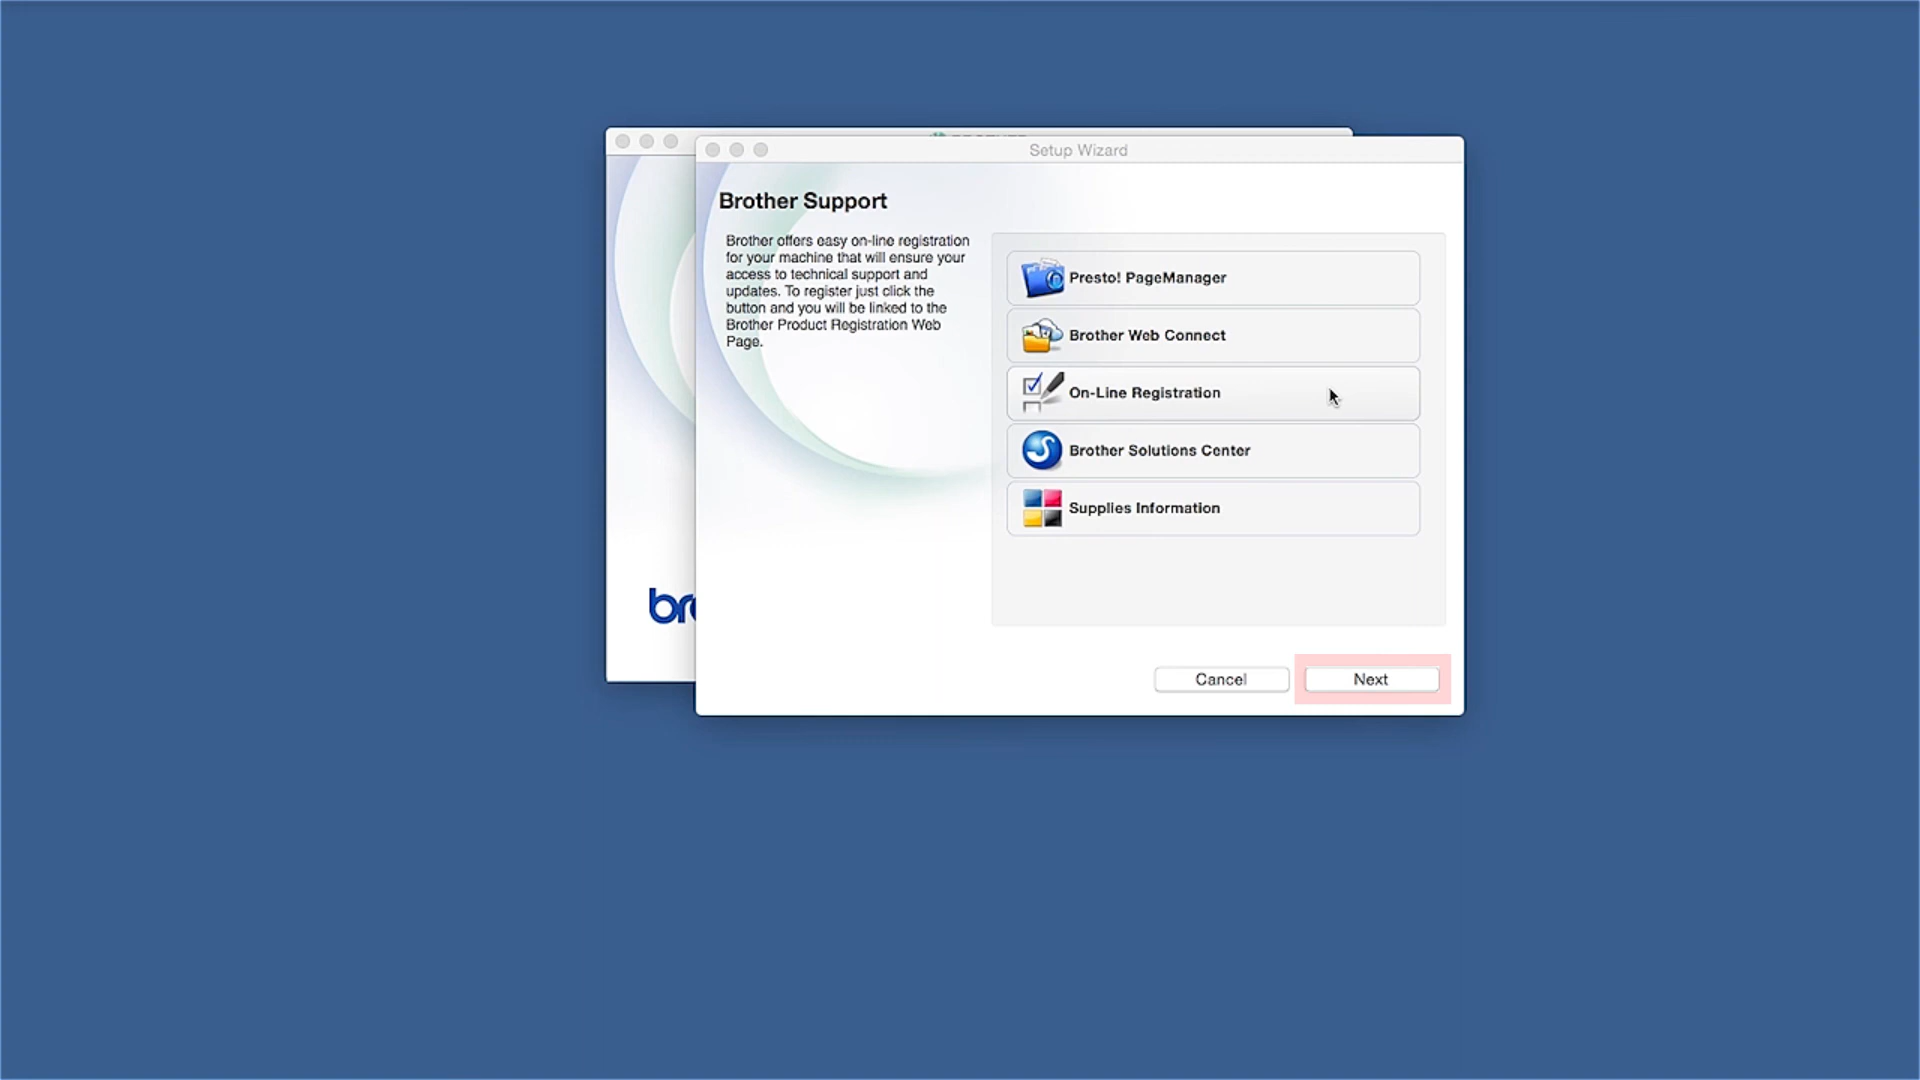 Setup Wizard
Brother Support
Brother offers easy on-line registration
for your machine that will ensure your
access to technical support and
updates. To register just click the
button and you will be linked to the
Brother Product Registration Web
Page.
Presto! PageManager
Brother Web Connect
On-Line Registration
Brother Solutions Center
Supplies Information
Cancel
Next